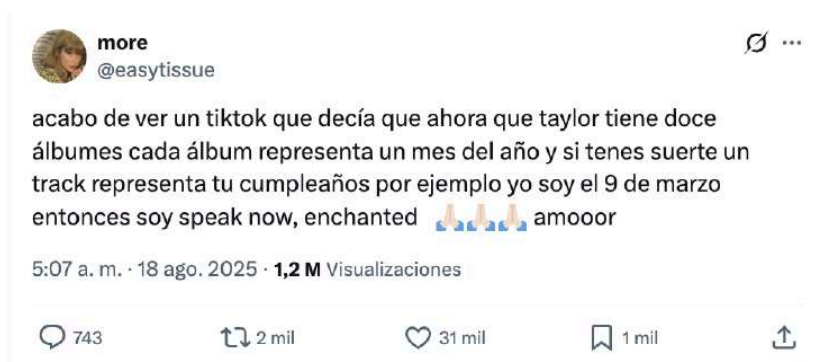 more
@easytissue
acabo de ver un tiktok que decía que ahora que taylor tiene doce
álbumes cada álbum representa un mes del año y si tenes suerte un
track representa tu cumpleaños por ejemplo yo soy el 9 de marzo
entonces soy speak now, enchanted 🙏🏻🙏🏻🙏🏻 amooor
5:07 a. m. · 18 ago. 2025 · 1,2 M Visualizaciones
743 2 mil 31 mil 1 mil